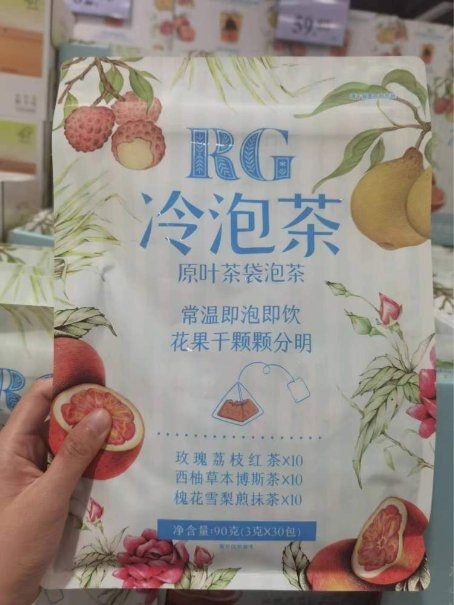 RG
冷泡茶
原叶茶袋泡茶
常温即泡即饮
花果干颗颗分明
玫瑰荔枝红茶×10
西柚草本博斯茶×10
槐花雪梨煎抹茶×10
净含量:90克(3克×30包)
RG